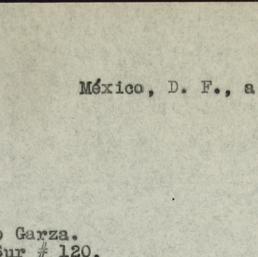 México, D. F., a
Garza.
Sur # 120.